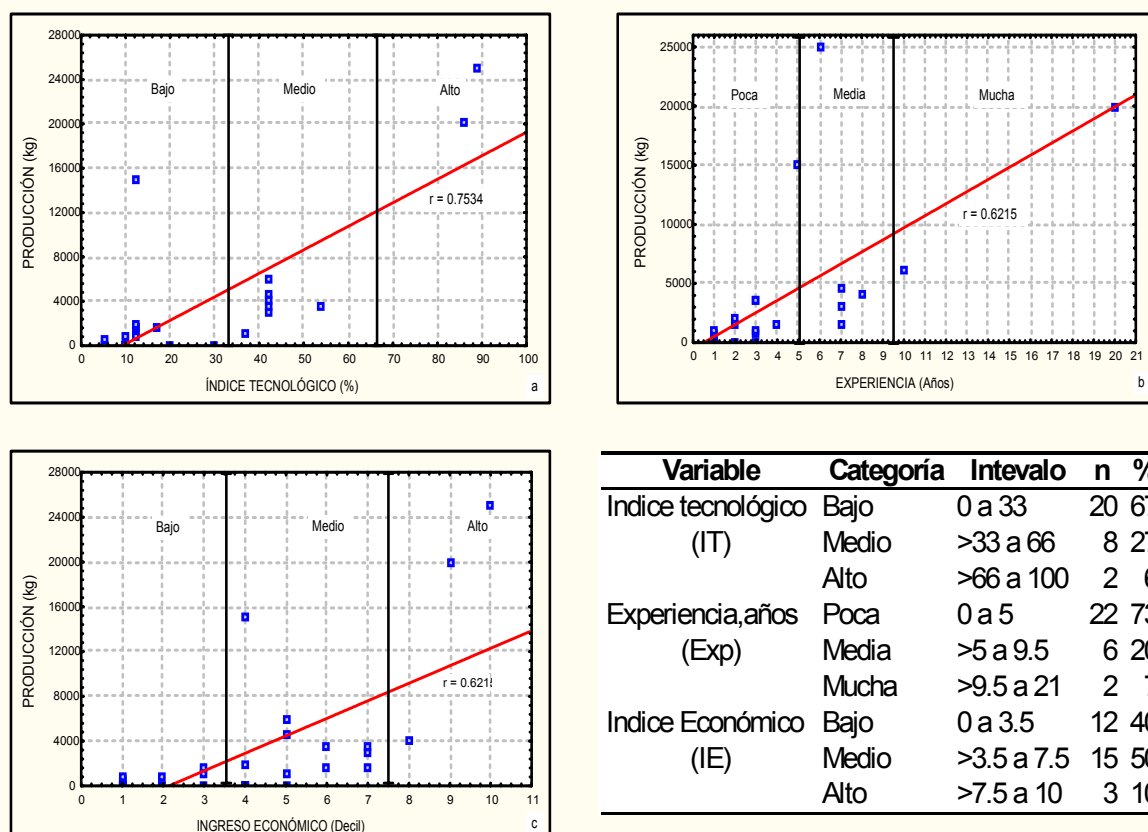 28000
24000
20000
16000
12000
8000
4000
0
PRODUCCIÓN (kg)
Bajo Medio Alto
r = 0.7534
0 10 20 30 40 50 60 70 80 90 100
ÍNDICE TECNOLÓGICO (%)
a
25000
20000
15000
10000
5000
0
PRODUCCIÓN (kg)
Poca Media Mucha
r = 0.6215
0 1 2 3 4 5 6 7 8 9 10 11 12 13 14 15 16 17 18 19 20 21
EXPERIENCIA (Años)
b
28000
24000
20000
16000
12000
8000
4000
0
PRODUCCIÓN (kg)
Bajo Medio Alto
r = 0.621
0 1 2 3 4 5 6 7 8 9 10 11
INGRESO ECONÓMICO (Decil)
c
Variable Categoría Intevalo n %
Indice tecnológico Bajo 0 a 33 20
(IT) Medio >33 a 66 8
Alto >66 a 100 2
Experiencia,años Poca 0 a 5 22
(Exp) Media >5 a 9.5 6
Mucha >9.5 a 21 2
Indice Económico Bajo 0 a 3.5 12
(IE) Medio >3.5 a 7.5 15
Alto >7.5 a 10 3